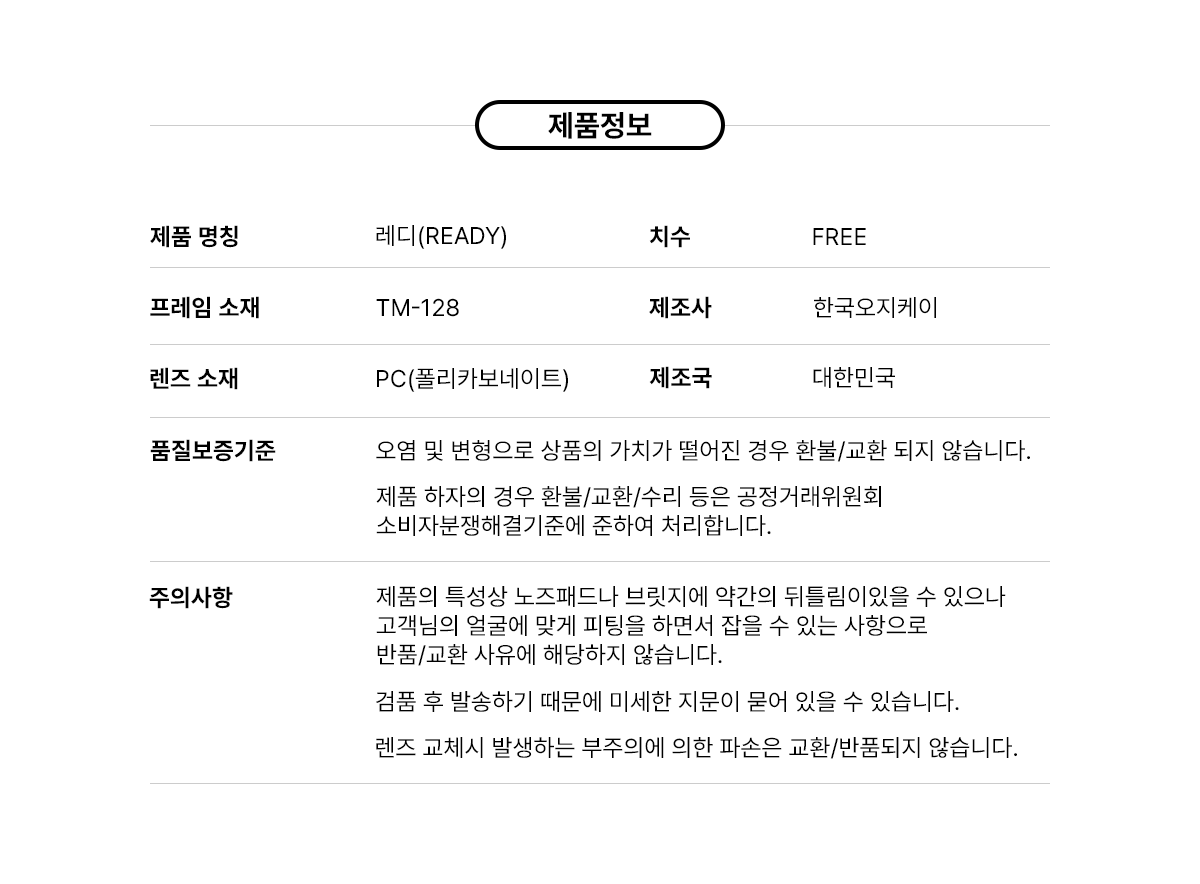 제품정보
제품 명칭 레디(READY) 치수 FREE
프레임 소재 TM-128 제조사 한국오지케이
렌즈 소재 PC(폴리카보네이트) 제조국 대한민국
품질보증기준 오염 및 변형으로 상품의 가치가 떨어진 경우 환불/교환 되지 않습니다.
제품 하자의 경우 환불/교환/수리 등은 공정거래위원회
소비자분쟁해결기준에 준하여 처리합니다.
주의사항 제품의 특성상 노즈패드나 브릿지에 약간의 뒤틀림이있을 수 있으나
고객님의 얼굴에 맞게 피팅을 하면서 잡을 수 있는 사항으로
반품/교환 사유에 해당하지 않습니다.
검품 후 발송하기 때문에 미세한 지문이 묻어 있을 수 있습니다.
렌즈 교체시 발생하는 부주의에 의한 파손은 교환/반품되지 않습니다.